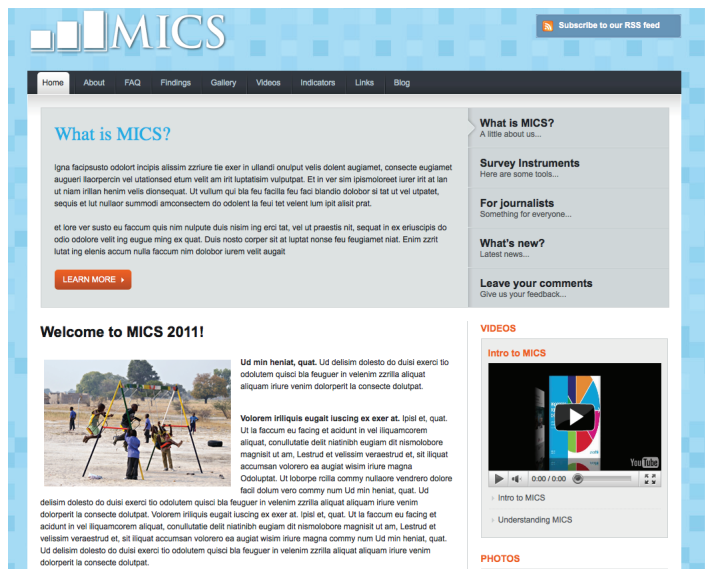 MICS
Subscribe to our RSS feed
Home About FAQ Findings Gallery Videos Indicators Links Blog
What is MICS?
Igna facipsusto odolort incipis alissim zzriure tie exer in ullandi onulput velis dolent augiamet, consecte eugiamet
augueri llaorpercin vel utationsed etum velit am irit luptatisim vulputpat. Et in ver sim ipismoloreet iurer irit at lan
ut niam irillan henim velis dionsequat. Ut vullum qui bla feu facilla feu faci blandio dolobor si tat ut vel utpatet,
sequis et lut nullaor summodi amconsectem do odolent la feui tet velent lum ipit alisit prat.
et lore ver susto eu faccum quis nim nulpute duis nisim ing erci tat, vel ut praestis nit, sequat in ex eriuscipis do
odio odolore velit ing eugue ming ex quat. Duis nosto corper sit at luptat nonse feu feugiamet niat. Enim zzrit
lutat ing elenis accum nulla faccum nim dolobor iurem velit augait
LEARN MORE
What is MICS?
A little about us...
Survey Instruments
Here are some tools...
For journalists
Something for everyone...
What's new?
Latest news...
Leave your comments
Give us your feedback...
Welcome to MICS 2011!
Ud min heniat, quat. Ud delisim dolesto do duisi exerci tio
odolutem quisci bla feuguer in velenim zzrilla aliquat
aliquam iriure venim dolorperit la consecte dolutpat.
Volorem iriliquis eugait iuscing ex exer at. Ipisl et, quat.
Ut la faccum eu facing et acidunt in vel iliquamcorem
aliquat, conullutatie delit niatinibh eugiam dit nismolobore
magnisit ut am, Lestrud et velissim veraestrud et, sit iliquat
accumsan volorero ea augiat wisim iriure magna
Odoluptat. Ut loborpe rcilla commy nullaore vendrero dolore
facil dolum vero commy num Ud min heniat, quat. Ud
delisim dolesto do duisi exerci tio odolutem quisci bla feuguer in velenim zzrilla aliquat aliquam iriure venim
dolorperit la consecte dolutpat. Volorem iriliquis eugait iuscing ex exer at. Ipisl et, quat. Ut la faccum eu facing et
acidunt in vel iliquamcorem aliquat, conullutatie delit niatinibh eugiam dit nismolobore magnisit ut am, Lestrud et
velissim veraestrud et, sit iliquat accumsan volorero ea augiat wisim iriure magna commy num Ud min heniat, quat.
Ud delisim dolesto do duisi exerci tio odolutem quisci bla feuguer in velenim zzrilla aliquat aliquam iriure venim
dolorperit la consecte dolutpat.
VIDEOS
Intro to MICS
YouTube
0:00 / 0:00
Intro to MICS
Understanding MICS
PHOTOS